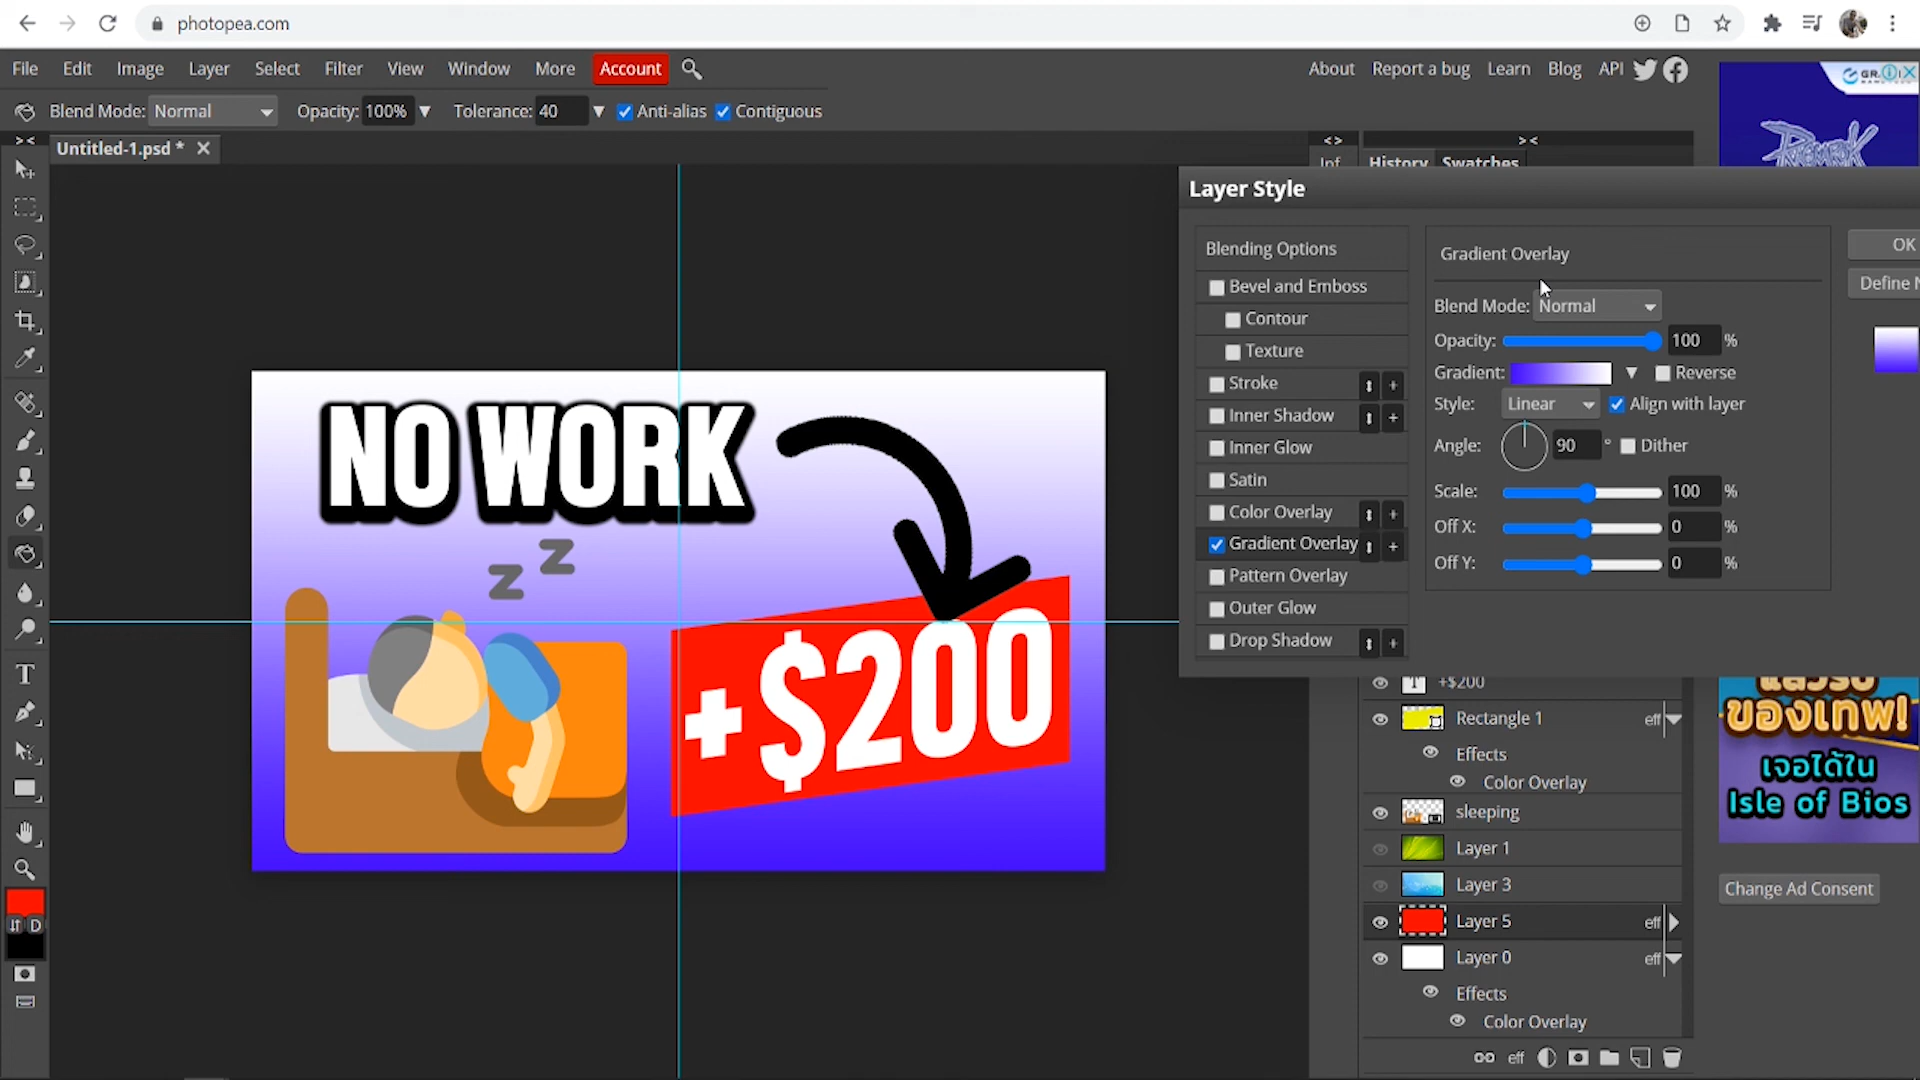 photopea.com
File Edit Image Layer Select Filter View Window More Account
About Report a bug Learn Blog API
Blend Mode: Normal Opacity: 100% Tolerance: 40 Anti-alias Contiguous
Untitled-1.psd *
Inf
History Swatches
Layer Style
Blending Options
Bevel and Emboss
Contour
Texture
Stroke
Inner Shadow
Inner Glow
Satin
Color Overlay
Gradient Overlay
Pattern Overlay
Outer Glow
Drop Shadow
Gradient Overlay
Blend Mode: Normal
Opacity: 100 %
Gradient: Reverse
Style: Linear Align with layer
Angle: 90 ° Dither
Scale: 100 %
Off X: 0 %
Off Y: 0 %
OK
Define N
NO WORK
z z
+$200
T
D
+$200
Rectangle 1 eff
Effects
Color Overlay
sleeping
Layer 1
Layer 3
Layer 5 eff
Layer 0 eff
Effects
Color Overlay
eff
RAGNAROK
ของเทพ!
เจอได้ใน
Isle of Bios
Change Ad Consent